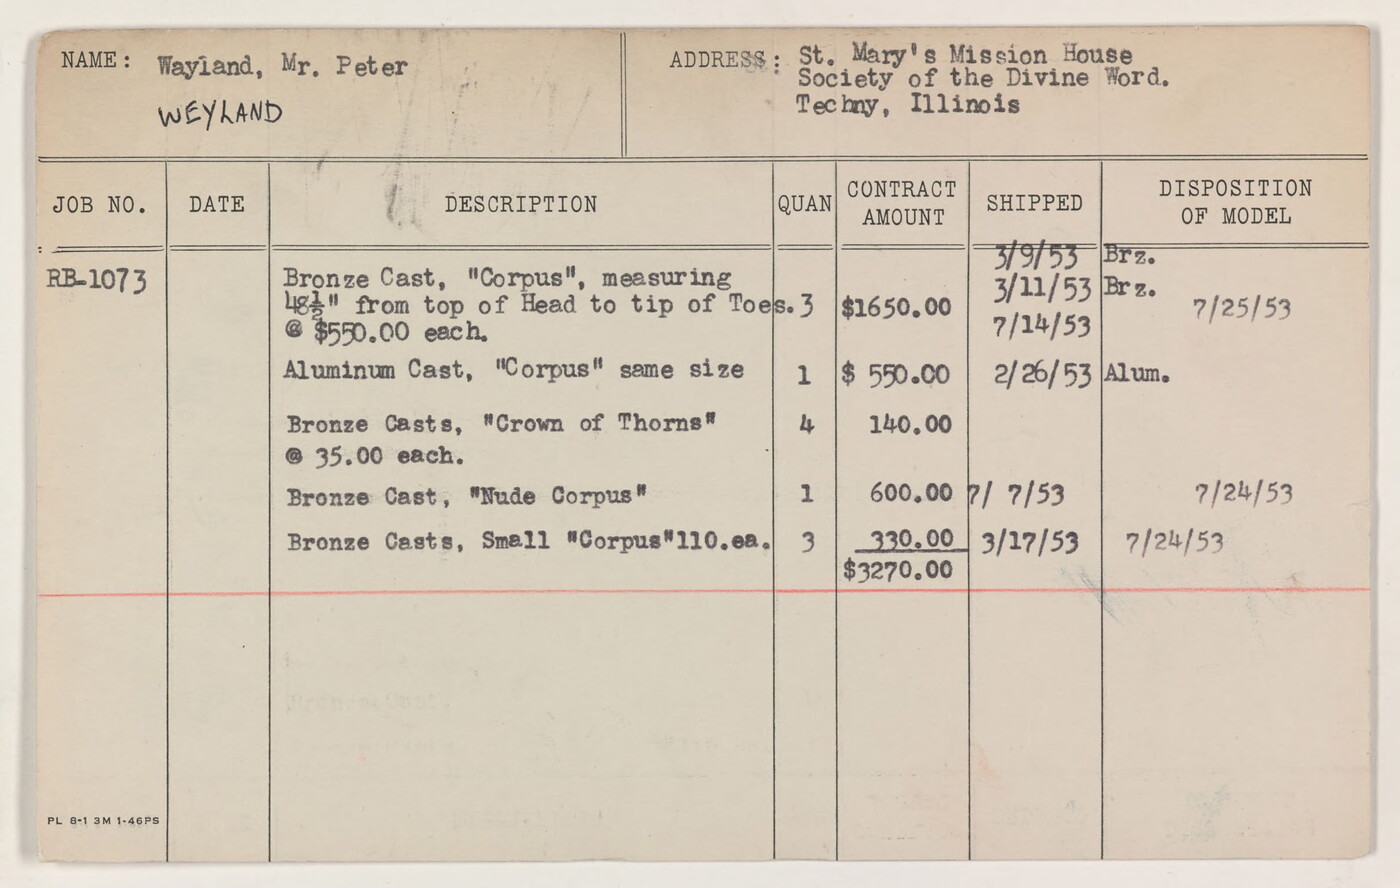 NAME: Wayland, Mr. Peter
WEYLAND
ADDRESS: St. Mary's Mission House
Society of the Divine Word.
Techny, Illinois
JOB NO. DATE DESCRIPTION QUAN CONTRACT AMOUNT SHIPPED DISPOSITION OF MODEL
3/9/53 Brz.
RB-1073 Bronze Cast, "Corpus", measuring 3/11/53 Brz.
48½" from top of Head to tip of Toes. 3 $1650.00 7/25/53
@ $550.00 each. 7/14/53
Aluminum Cast, "Corpus" same size 1 $ 550.00 2/26/53 Alum.
Bronze Casts, "Crown of Thorns" 4 140.00
@ 35.00 each.
Bronze Cast, "Nude Corpus" 1 600.00 7/ 7/53 7/24/53
Bronze Casts, Small "Corpus"110.ea. 3 330.00 3/17/53 7/24/53
$3270.00
PL 8-1 3M 1-46PS